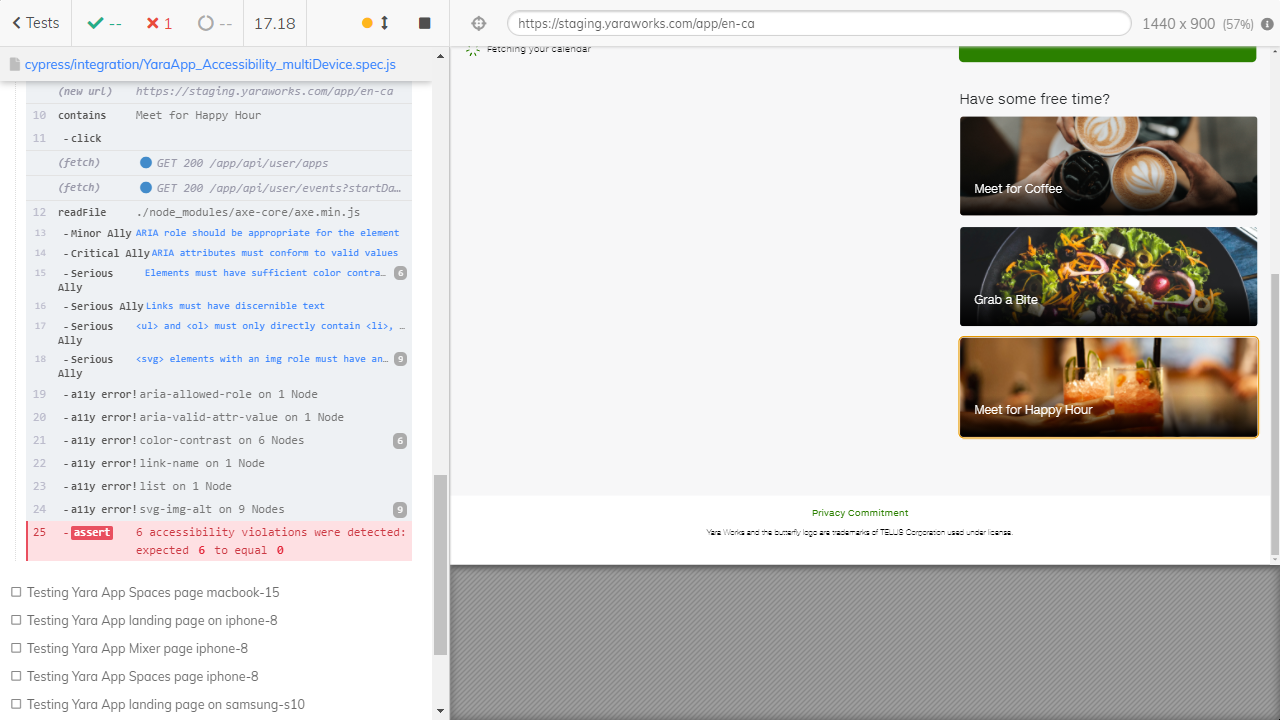 Tests
--
1
--
17.18
https://staging.yaraworks.com/app/en-ca
1440 x 900 (57%)
cypress/integration/YaraApp_Accessibility_multiDevice.spec.js
(new url) https://staging.yaraworks.com/app/en-ca
10 contains Meet for Happy Hour
11 -click
(fetch) GET 200 /app/api/user/apps
(fetch) GET 200 /app/api/user/events?startDa…
12 readFile ./node_modules/axe-core/axe.min.js
13 -Minor Ally ARIA role should be appropriate for the element
14 -Critical Ally ARIA attributes must conform to valid values
15 -Serious Ally Elements must have sufficient color contra… 6
16 -Serious Ally Links must have discernible text
17 -Serious Ally <ul> and <ol> must only directly contain <li>, …
18 -Serious Ally <svg> elements with an img role must have an… 9
19 -a11y error! aria-allowed-role on 1 Node
20 -a11y error! aria-valid-attr-value on 1 Node
21 -a11y error! color-contrast on 6 Nodes 6
22 -a11y error! link-name on 1 Node
23 -a11y error! list on 1 Node
24 -a11y error! svg-img-alt on 9 Nodes 9
25 -assert 6 accessibility violations were detected:
expected 6 to equal 0
Testing Yara App Spaces page macbook-15
Testing Yara App landing page on iphone-8
Testing Yara App Mixer page iphone-8
Testing Yara App Spaces page iphone-8
Testing Yara App landing page on samsung-s10
Fetching your calendar
Have some free time?
Meet for Coffee
Grab a Bite
Meet for Happy Hour
Privacy Commitment
Yara Works and the butterfly logo are trademarks of TELUS Corporation used under license.